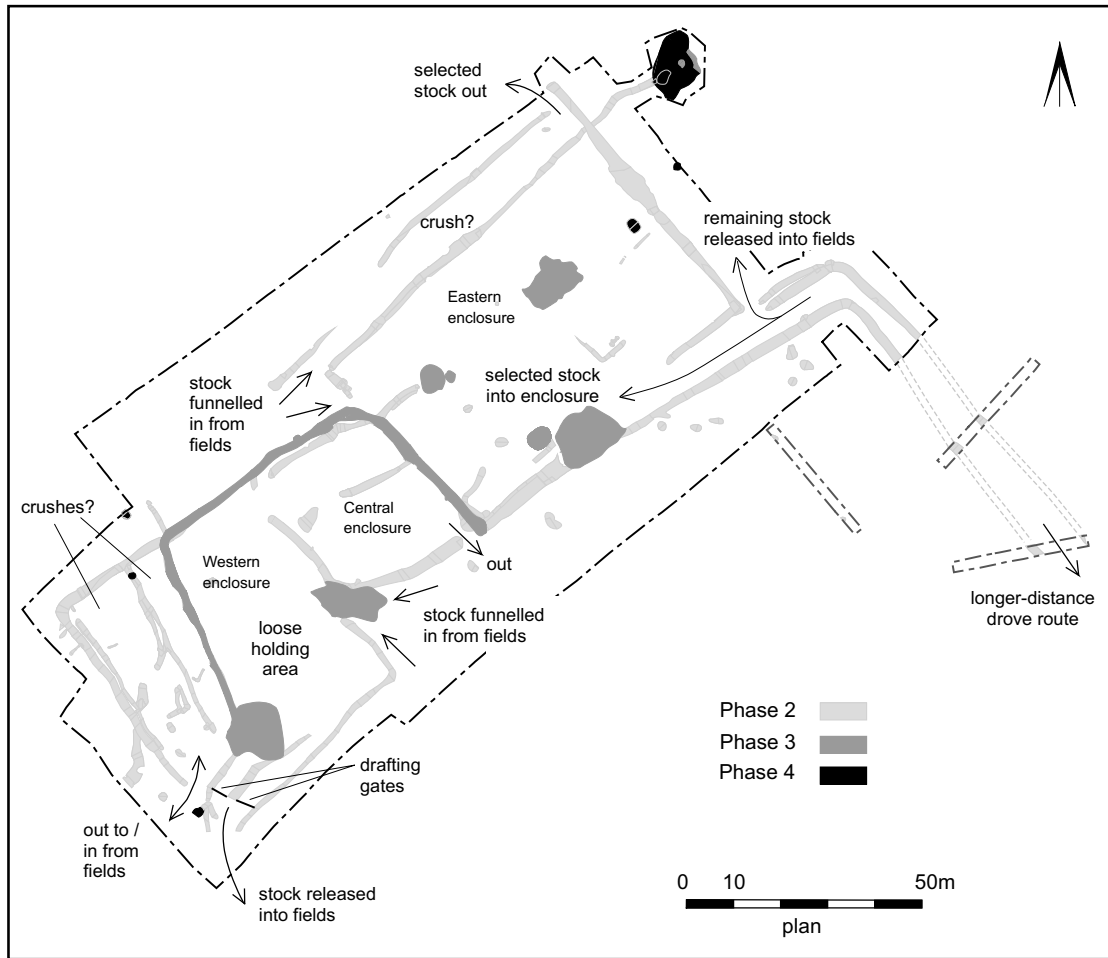 selected
stock out
crush?
remaining stock
released into fields
Eastern
enclosure
stock
funnelled
in from
fields
selected stock
into enclosure
crushes?
Central
enclosure
Western
enclosure
out
stock funnelled
in from fields
longer-distance
drove route
loose
holding
area
Phase 2
Phase 3
Phase 4
drafting
gates
out to /
in from
fields
stock released
into fields
0 10 50m
plan